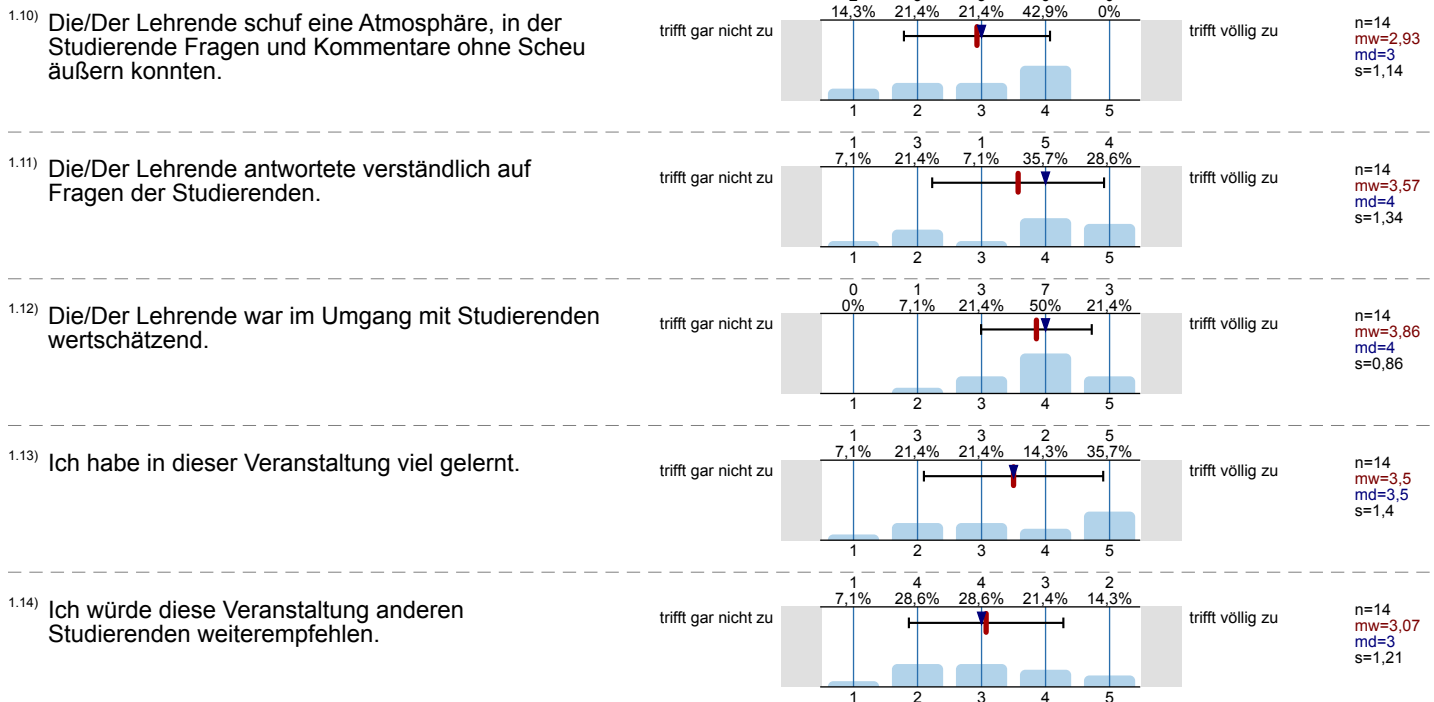 14,3% 21,4% 21,4% 42,9% 0%
1.10) Die/Der Lehrende schuf eine Atmosphäre, in der
Studierende Fragen und Kommentare ohne Scheu
äußern konnten.
trifft gar nicht zu
trifft völlig zu
n=14
mw=2,93
md=3
s=1,14
1 2 3 4 5
1 3 1 5 4
7,1% 21,4% 7,1% 35,7% 28,6%
1.11) Die/Der Lehrende antwortete verständlich auf
Fragen der Studierenden.
trifft gar nicht zu
trifft völlig zu
n=14
mw=3,57
md=4
s=1,34
1 2 3 4 5
0 1 3 7 3
0% 7,1% 21,4% 50% 21,4%
1.12) Die/Der Lehrende war im Umgang mit Studierenden
wertschätzend.
trifft gar nicht zu
trifft völlig zu
n=14
mw=3,86
md=4
s=0,86
1 2 3 4 5
1 3 3 2 5
7,1% 21,4% 21,4% 14,3% 35,7%
1.13) Ich habe in dieser Veranstaltung viel gelernt.
trifft gar nicht zu
trifft völlig zu
n=14
mw=3,5
md=3,5
s=1,4
1 2 3 4 5
1 4 4 3 2
7,1% 28,6% 28,6% 21,4% 14,3%
1.14) Ich würde diese Veranstaltung anderen
Studierenden weiterempfehlen.
trifft gar nicht zu
trifft völlig zu
n=14
mw=3,07
md=3
s=1,21
1 2 3 4 5